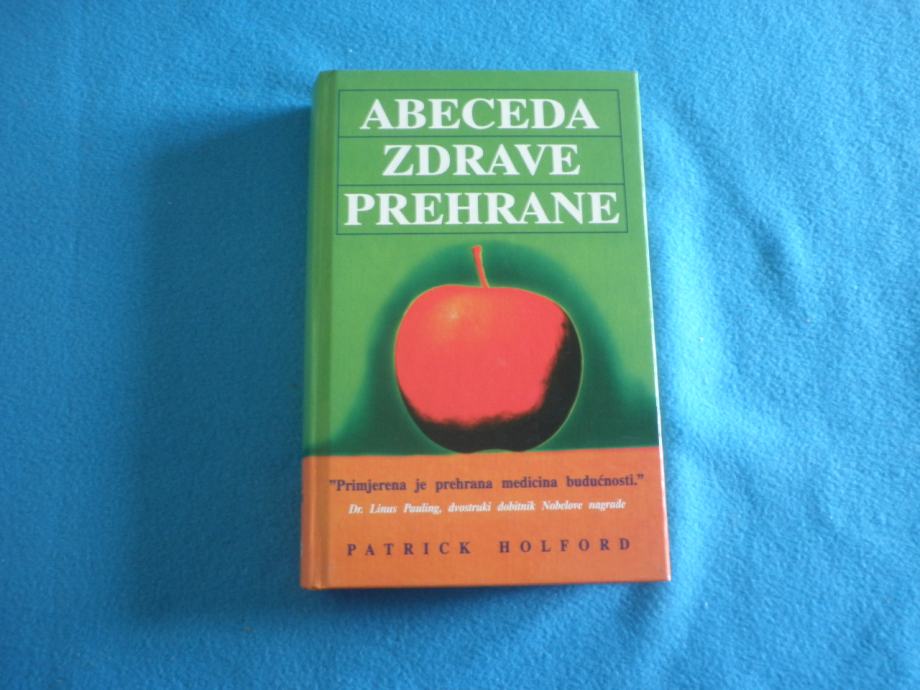 ABECEDA
ZDRAVE
PREHRANE
"Primjerena je prehrana medicina budućnosti."
Dr. Linus Pauling, dvostruki dobitnik Nobelove nagrade
PATRICK HOLFORD